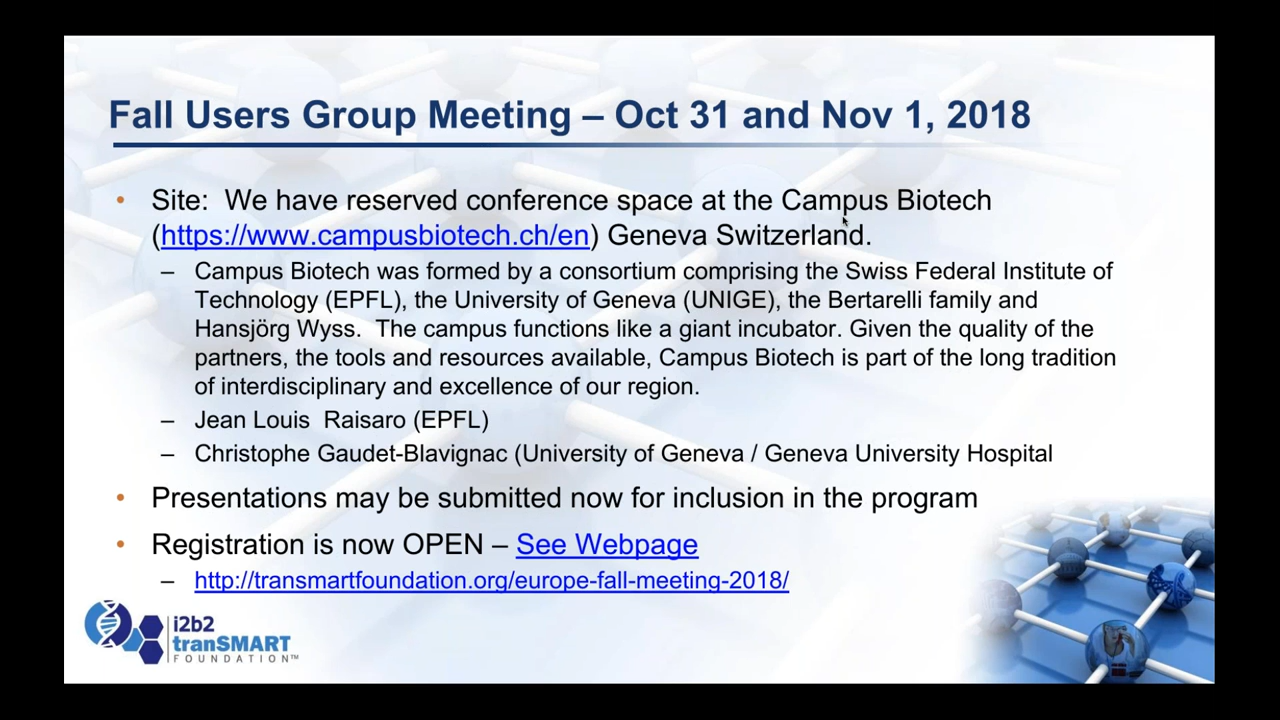 Fall Users Group Meeting – Oct 31 and Nov 1, 2018
• Site:  We have reserved conference space at the Campus Biotech
(https://www.campusbiotech.ch/en) Geneva Switzerland.
– Campus Biotech was formed by a consortium comprising the Swiss Federal Institute of
Technology (EPFL), the University of Geneva (UNIGE), the Bertarelli family and
Hansjörg Wyss.  The campus functions like a giant incubator. Given the quality of the
partners, the tools and resources available, Campus Biotech is part of the long tradition
of interdisciplinary and excellence of our region.
– Jean Louis  Raisaro (EPFL)
– Christophe Gaudet-Blavignac (University of Geneva / Geneva University Hospital
• Presentations may be submitted now for inclusion in the program
• Registration is now OPEN – See Webpage
– http://transmartfoundation.org/europe-fall-meeting-2018/
i2b2
tranSMART
FOUNDATION™